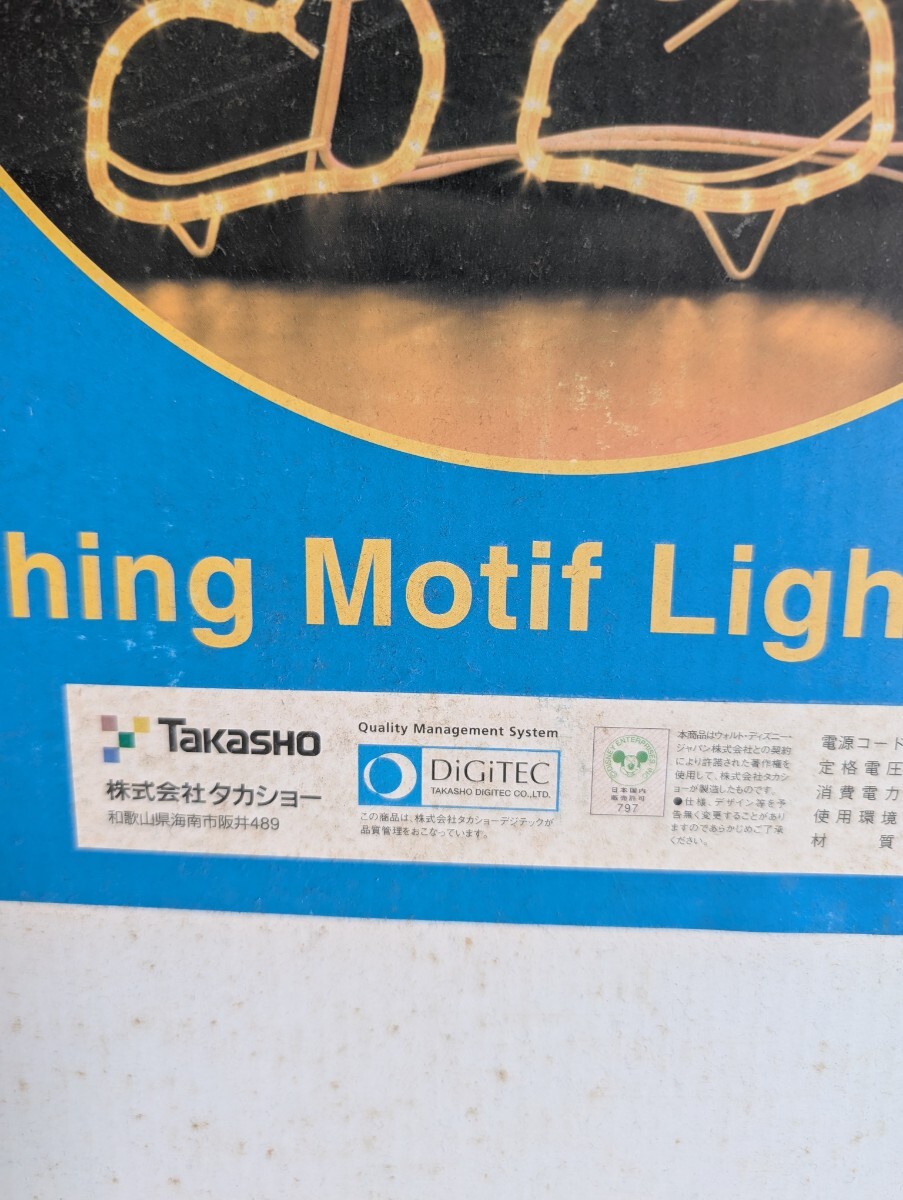 hing Motif Ligh
TAKASHO
株式会社タカショー
和歌山県海南市阪井489
Quality Management System
DiGiTEC
TAKASHO DIGITEC CO.,LTD.
この商品は、株式会社タカショーデジテックが
品質管理をおこなっています。
日本国内
販売許可
797
本商品はウォルト・ディズニー・
ジャパン株式会社との契約
により許諾された著作権を
使用して、株式会社タカシ
ョーが製造したものです。
●仕様、デザイン等を予
告無く変更することがあり
ますのであらかじめご了承
ください。
電源コード
定格電圧
消費電力
使用環境
材質